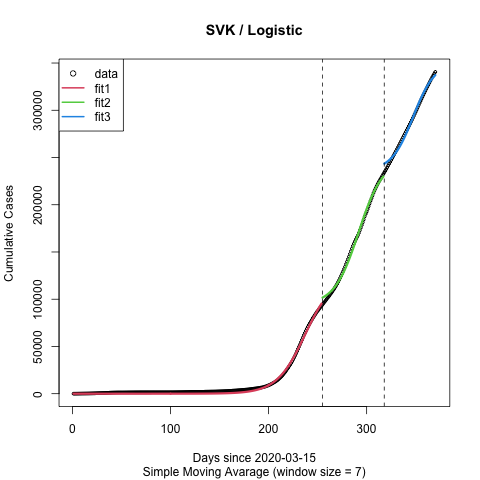 SVK / Logistic
data
fit1
fit2
fit3
Cumulative Cases
0
50000
100000
200000
300000
0
100
200
300
Days since 2020-03-15
Simple Moving Avarage (window size = 7)